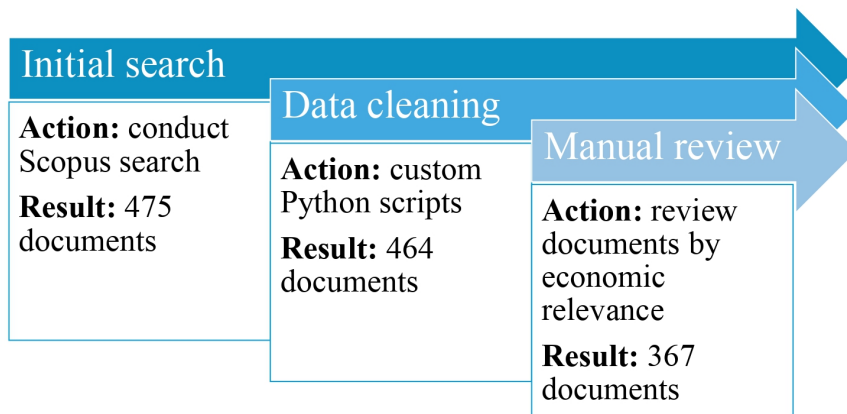 Initial search
Action: conduct
Scopus search
Result: 475
documents
Data cleaning
Action: custom
Python scripts
Result: 464
documents
Manual review
Action: review
documents by
economic
relevance
Result: 367
documents